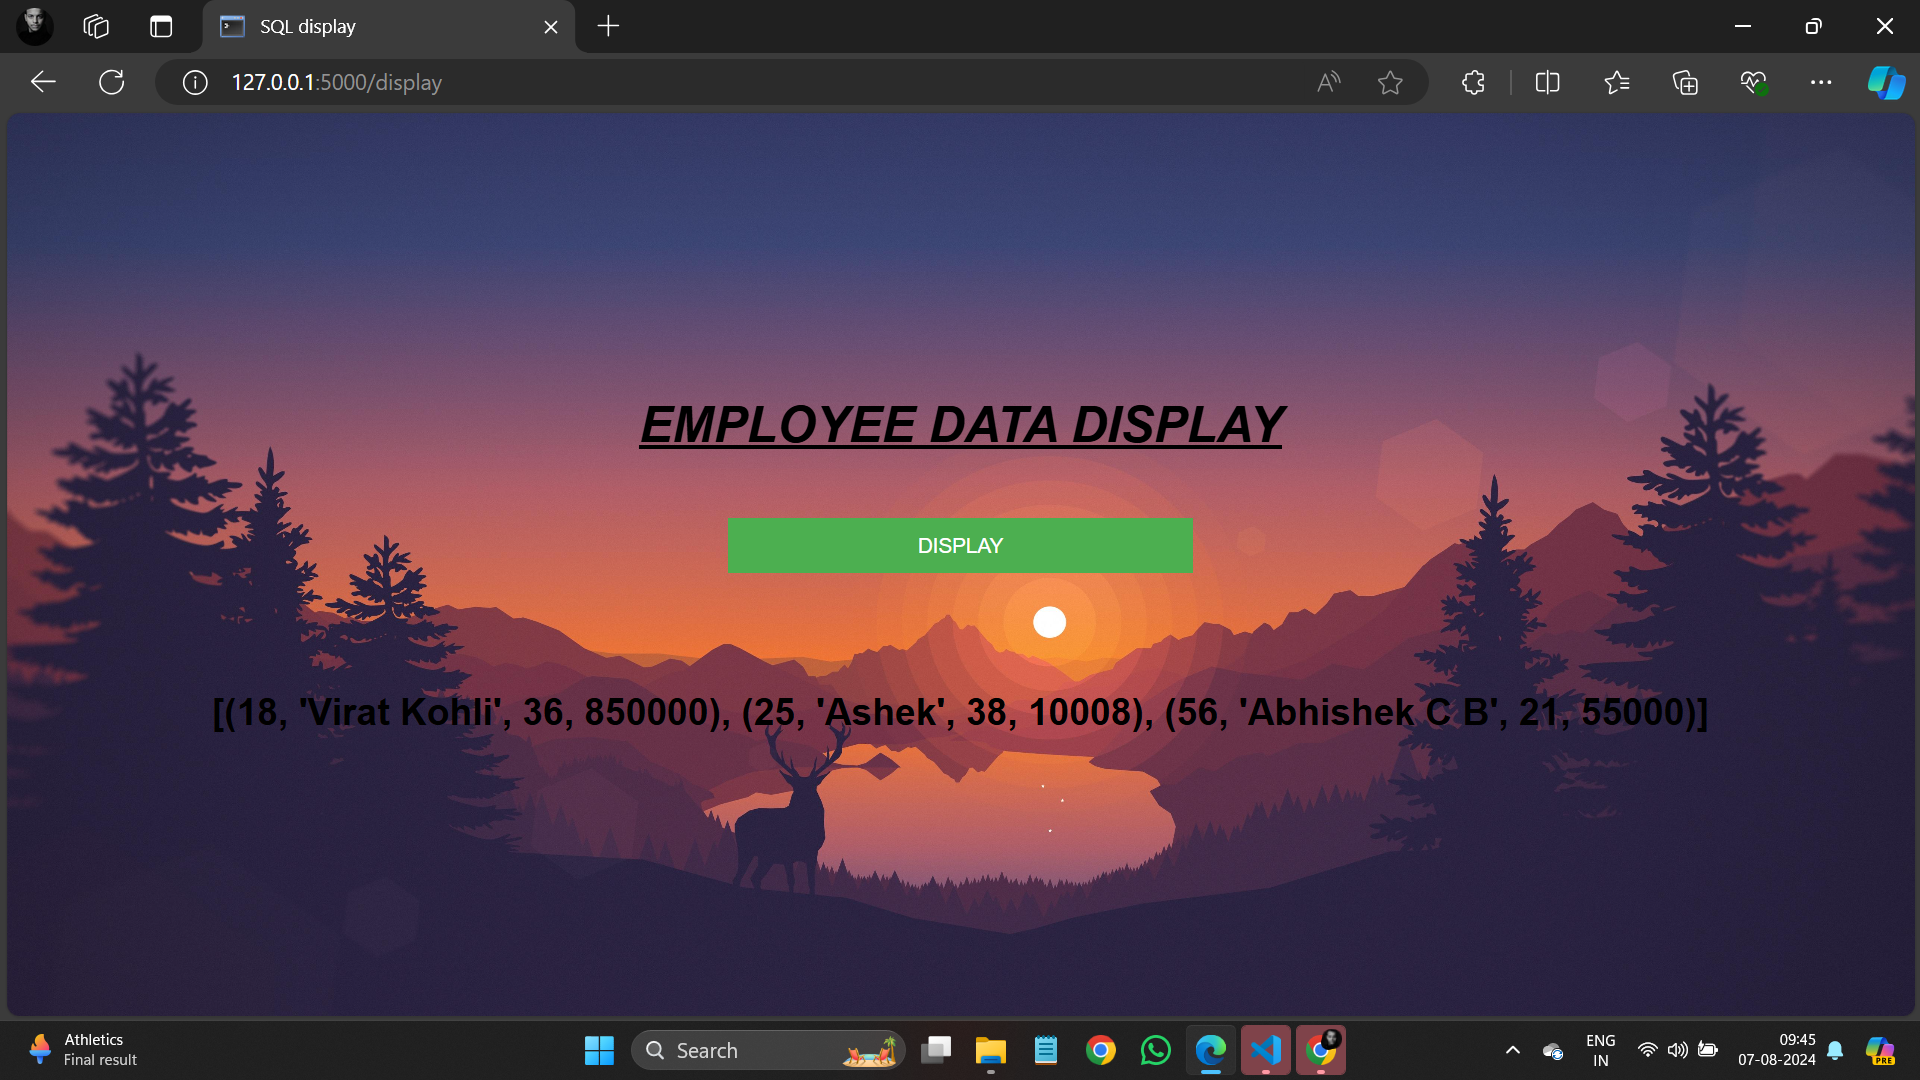 SQL display
127.0.0.1:5000/display
EMPLOYEE DATA DISPLAY
DISPLAY
[(18, 'Virat Kohli', 36, 850000), (25, 'Ashek', 38, 10008), (56, 'Abhishek C B', 21, 55000)]
Athletics
Final result
Search
ENG
IN
09:45
07-08-2024
PRE